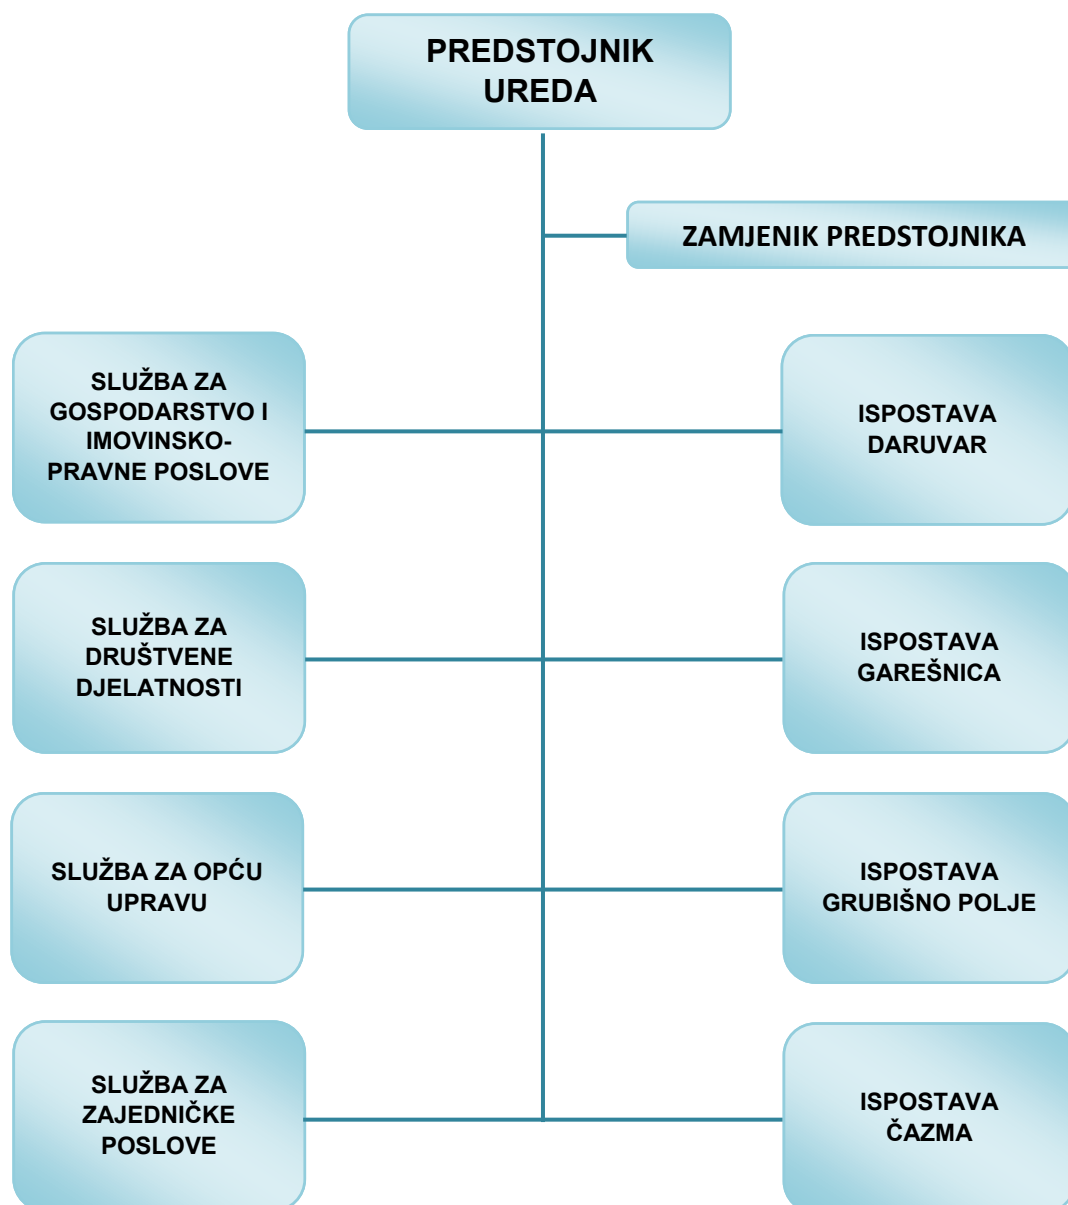 PREDSTOJNIK
UREDA
ZAMJENIK PREDSTOJNIKA
SLUŽBA ZA
GOSPODARSTVO I
IMOVINSKO-
PRAVNE POSLOVE
ISPOSTAVA
DARUVAR
SLUŽBA ZA
DRUŠTVENE
DJELATNOSTI
ISPOSTAVA
GAREŠNICA
SLUŽBA ZA OPĆU
UPRAVU
ISPOSTAVA
GRUBIŠNO POLJE
SLUŽBA ZA
ZAJEDNIČKE
POSLOVE
ISPOSTAVA
ČAZMA